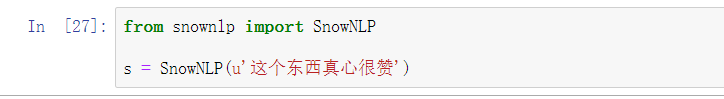 In [27]: from snownlp import SnowNLP
s = SnowNLP(u'这个东西真心很赞')